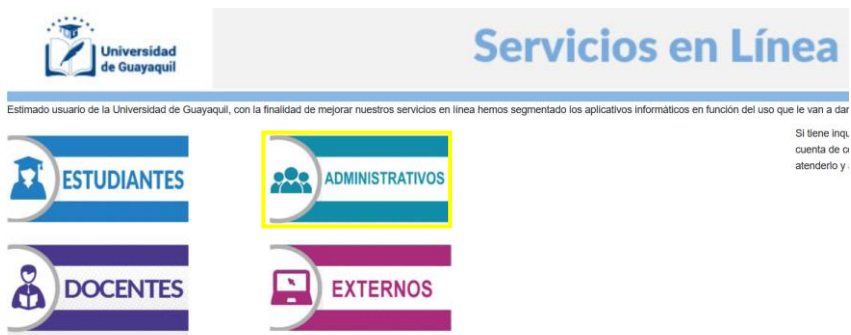 Universidad
de Guayaquil
Servicios en Línea
Estimado usuario de la Universidad de Guayaquil, con la finalidad de mejorar nuestros servicios en línea hemos segmentado los aplicativos informáticos en función del uso que le van a dar
Si tiene inqu
cuenta de c
atenderlo y
ESTUDIANTES
ADMINISTRATIVOS
DOCENTES
EXTERNOS